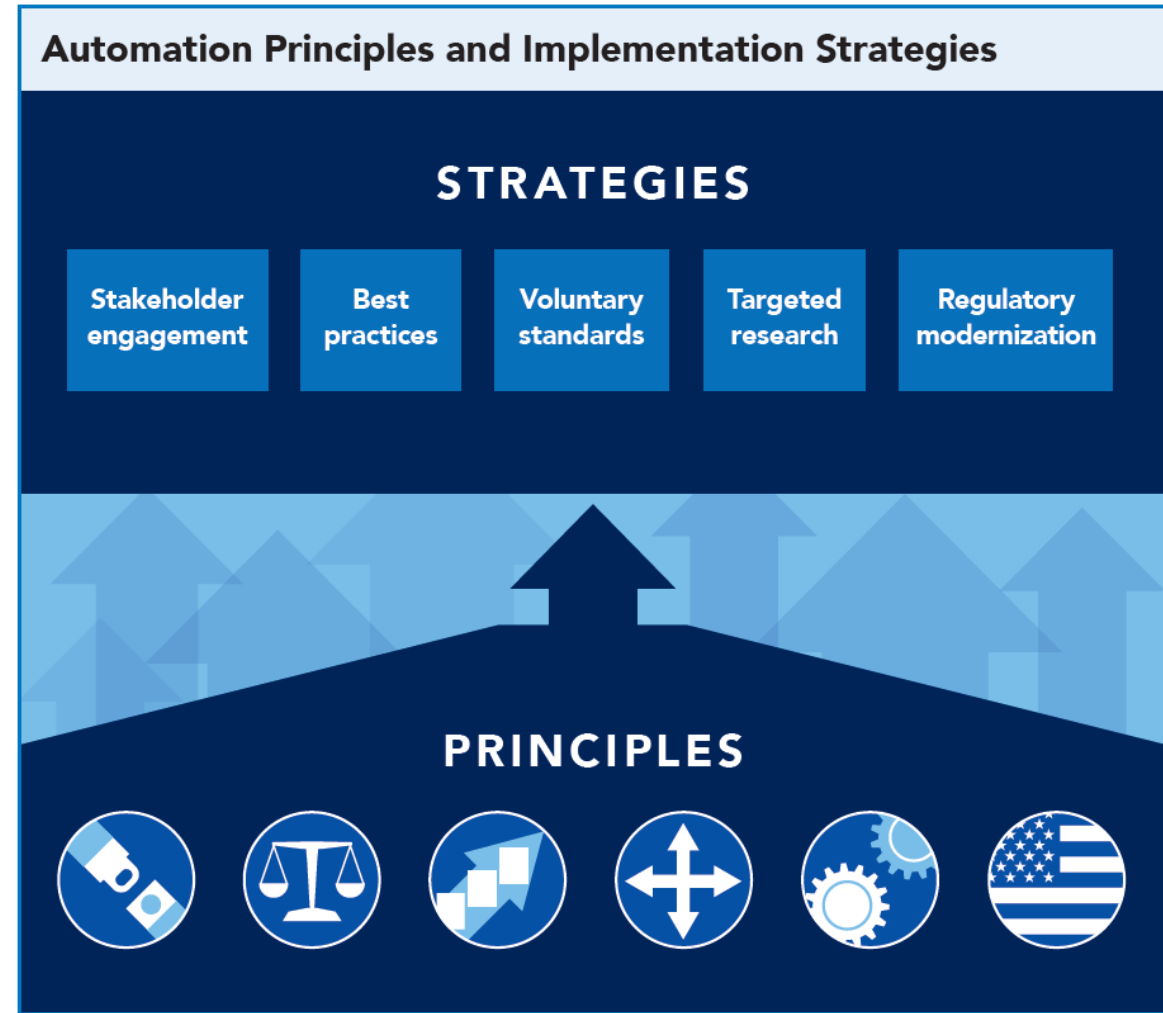 Automation Principles and Implementation Strategies
STRATEGIES
Stakeholder
engagement
Best
practices
Voluntary
standards
Targeted
research
Regulatory
modernization
PRINCIPLES